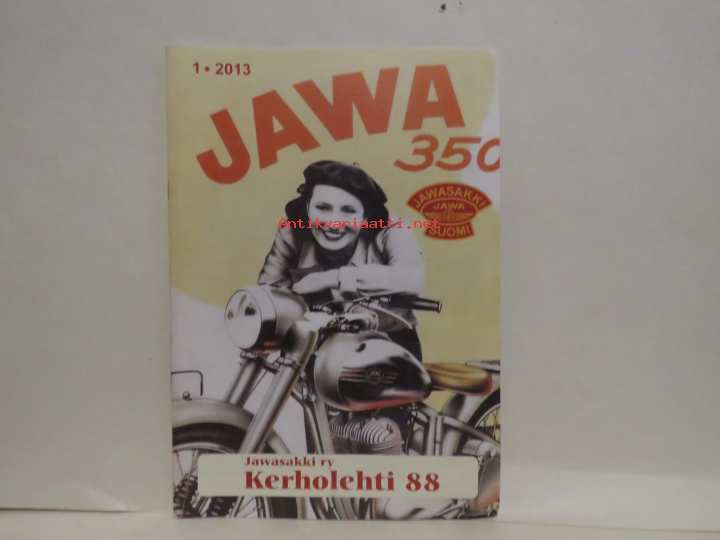 1 • 2013
JAWA
350
JAWASAKKI
JAWA
SUOMI
Antikvariaatti.net
Jawasakki ry
Kerholehti 88